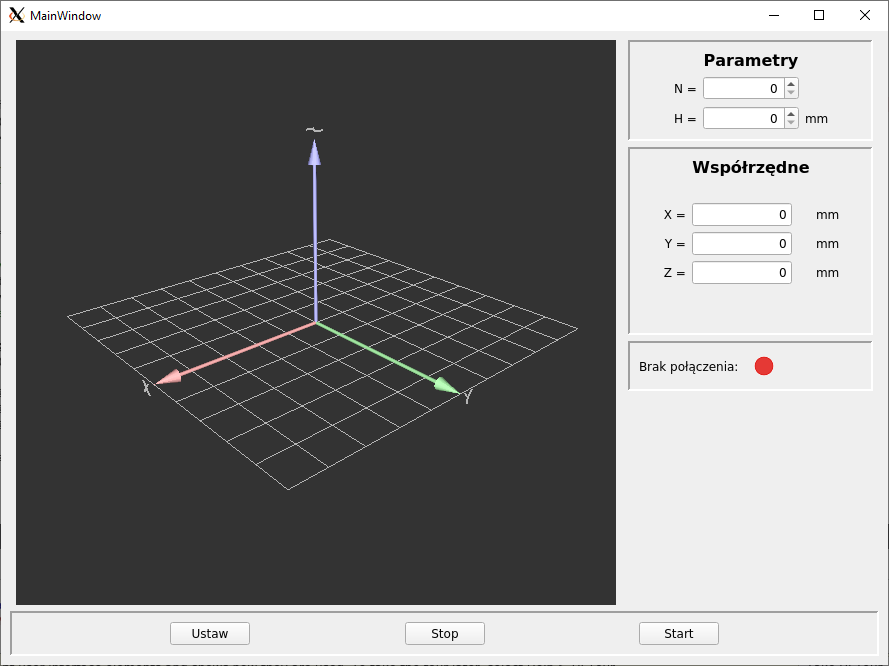 MainWindow
Parametry
N = 0
H = 0 mm
Współrzędne
X = 0 mm
Y = 0 mm
Z = 0 mm
Brak połączenia:
X
Y
Ustaw Stop Start